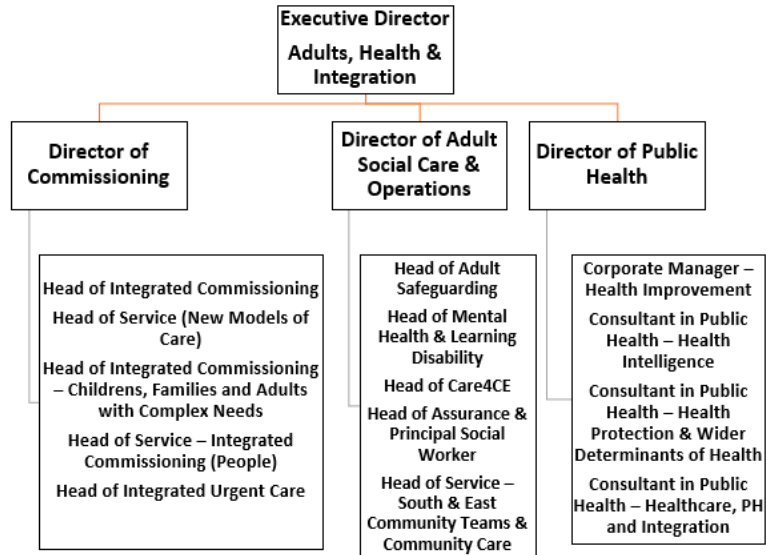 Executive Director
Adults, Health &
Integration
Director of
Commissioning
Director of Adult
Social Care &
Operations
Director of Public
Health
Head of Integrated Commissioning
Head of Service (New Models of
Care)
Head of Integrated Commissioning
– Childrens, Families and Adults
with Complex Needs
Head of Service – Integrated
Commissioning (People)
Head of Integrated Urgent Care
Head of Adult
Safeguarding
Head of Mental
Health & Learning
Disability
Head of Care4CE
Head of Assurance &
Principal Social
Worker
Head of Service –
South & East
Community Teams &
Community Care
Corporate Manager –
Health Improvement
Consultant in Public
Health – Health
Intelligence
Consultant in Public
Health – Health
Protection & Wider
Determinants of Health
Consultant in Public
Health – Healthcare, PH
and Integration